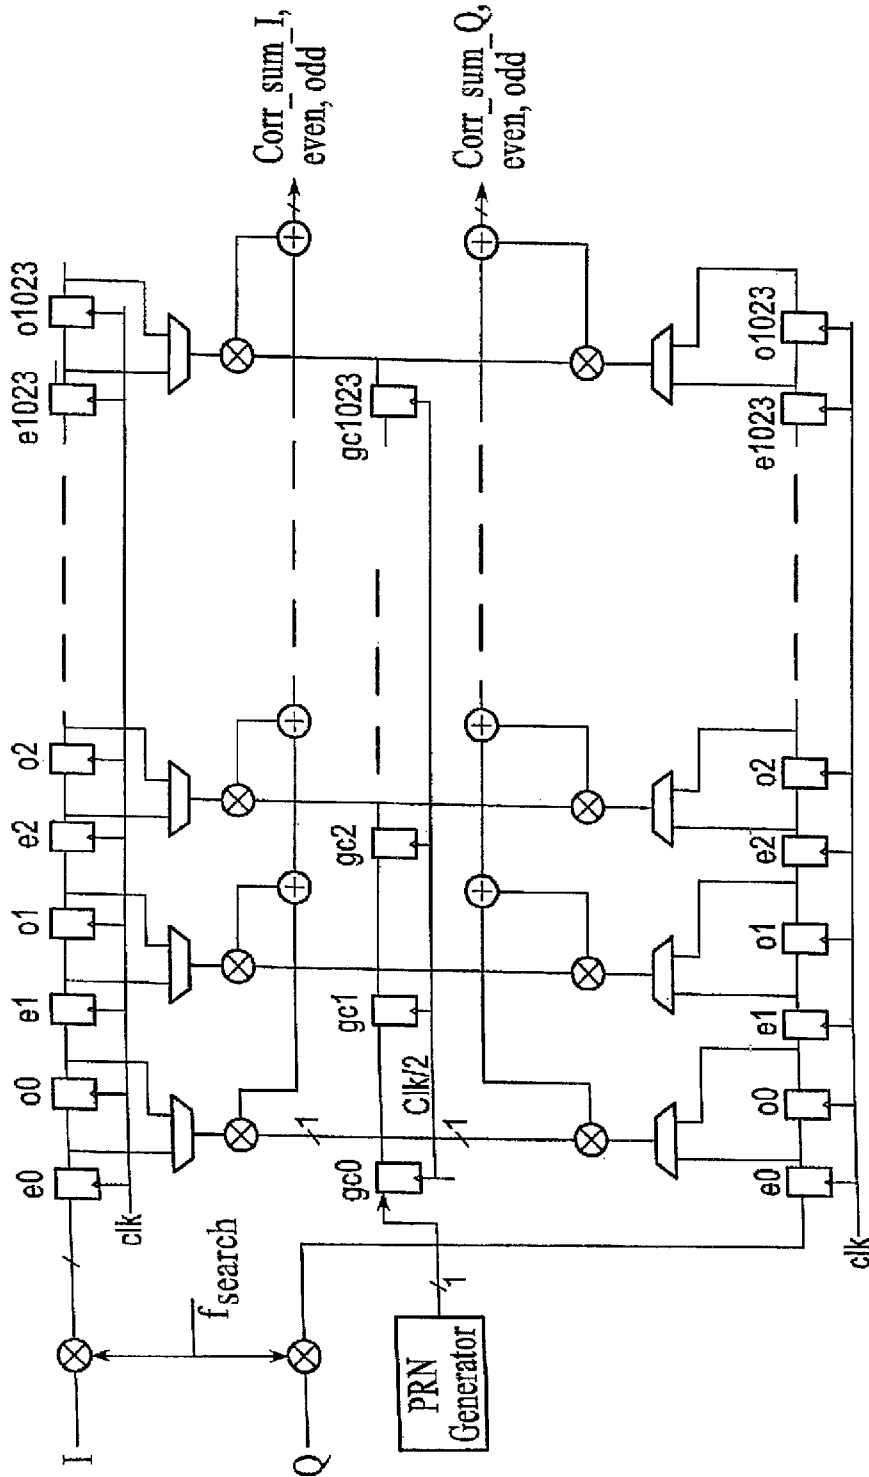 I
Q
f search
PRN
Generator
clk
e0
o0
e1
o1
e2
o2
e1023
o1023
Corr_sum_I,
even, odd
1
1
1
gc0
gc1
gc2
gc1023
Clk/2
Corr_sum_Q,
even, odd
e0
o0
e1
o1
e2
o2
e1023
o1023
clk